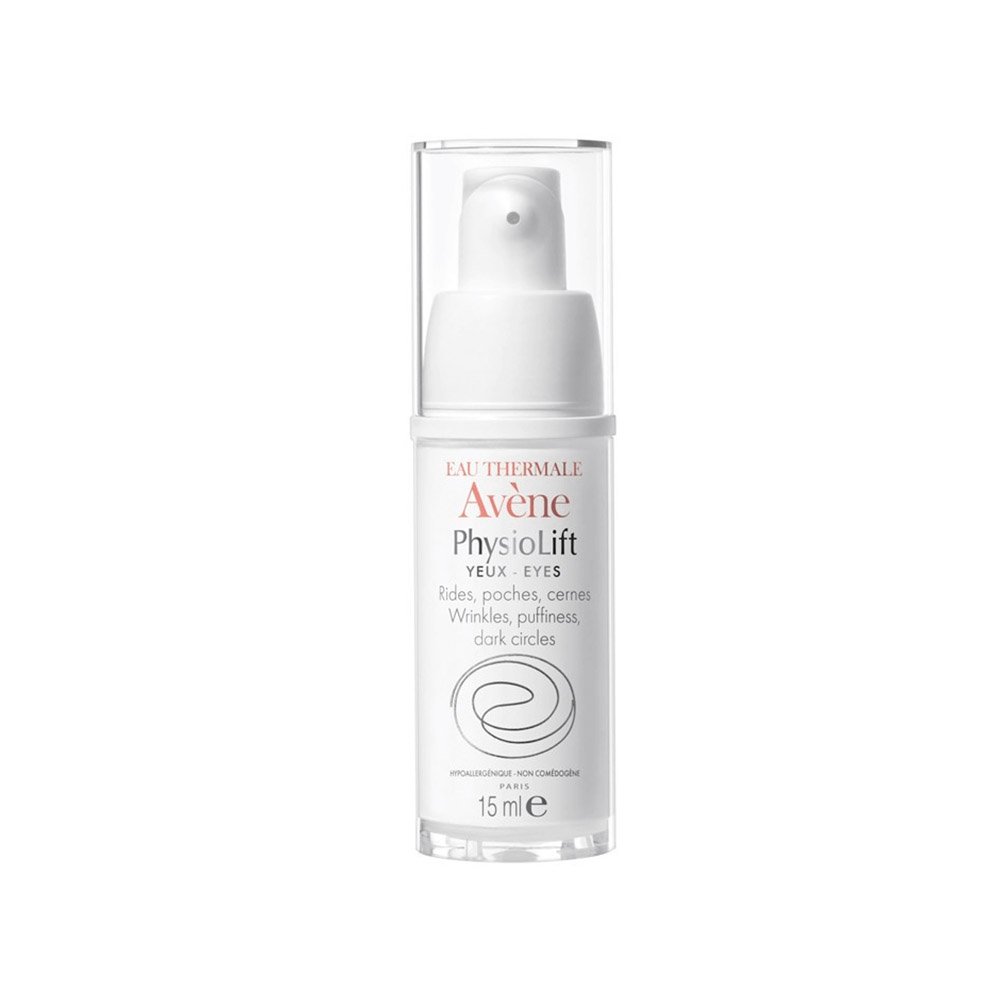 EAU THERMALE
Avène
PhysioLift
YEUX - EYES
Rides, poches, cernes
Wrinkles, puffiness,
dark circles
HYPOALLERGÉNIQUE - NON COMÉDOGÈNE
PARIS
15 ml e